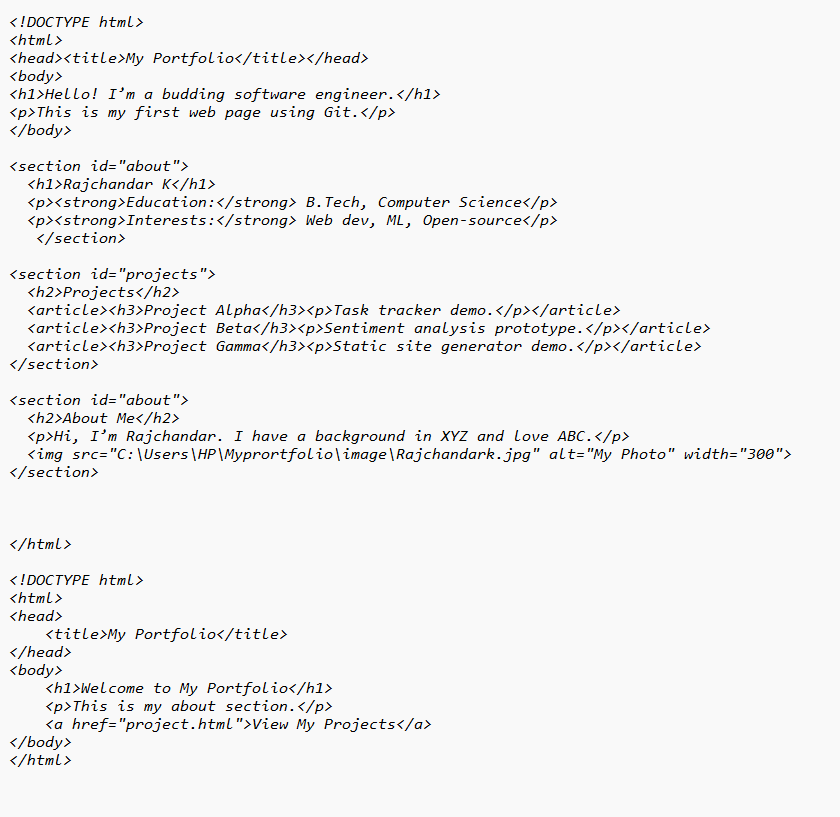 <!DOCTYPE html>
<html>
<head><title>My Portfolio</title></head>
<body>
<h1>Hello! I’m a budding software engineer.</h1>
<p>This is my first web page using Git.</p>
</body>

<section id="about">
  <h1>Rajchandar K</h1>
  <p><strong>Education:</strong> B.Tech, Computer Science</p>
  <p><strong>Interests:</strong> Web dev, ML, Open-source</p>
   </section>

<section id="projects">
  <h2>Projects</h2>
  <article><h3>Project Alpha</h3><p>Task tracker demo.</p></article>
  <article><h3>Project Beta</h3><p>Sentiment analysis prototype.</p></article>
  <article><h3>Project Gamma</h3><p>Static site generator demo.</p></article>
</section>

<section id="about">
  <h2>About Me</h2>
  <p>Hi, I’m Rajchandar. I have a background in XYZ and love ABC.</p>
  <img src="C:\Users\HP\Myprortfolio\image\Rajchandark.jpg" alt="My Photo" width="300">
</section>

</html>

<!DOCTYPE html>
<html>
<head>
    <title>My Portfolio</title>
</head>
<body>
    <h1>Welcome to My Portfolio</h1>
    <p>This is my about section.</p>
    <a href="project.html">View My Projects</a>
</body>
</html>